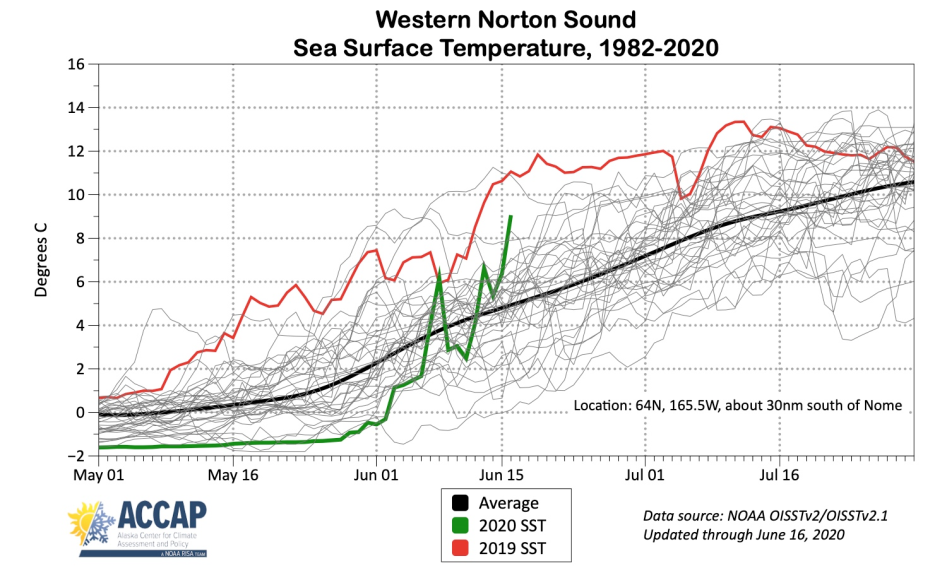 Western Norton Sound
Sea Surface Temperature, 1982-2020
16
14
12
10
8
6
4
2
0
−2
Degrees C
Location: 64N, 165.5W, about 30nm south of Nome
May 01
May 16
Jun 01
Jun 15
Jul 01
Jul 16
Average
2020 SST
2019 SST
ACCAP
Alaska Center for Climate
Assessment and Policy
A NOAA RISA TEAM
Data source: NOAA OISSTv2/OISSTv2.1
Updated through June 16, 2020